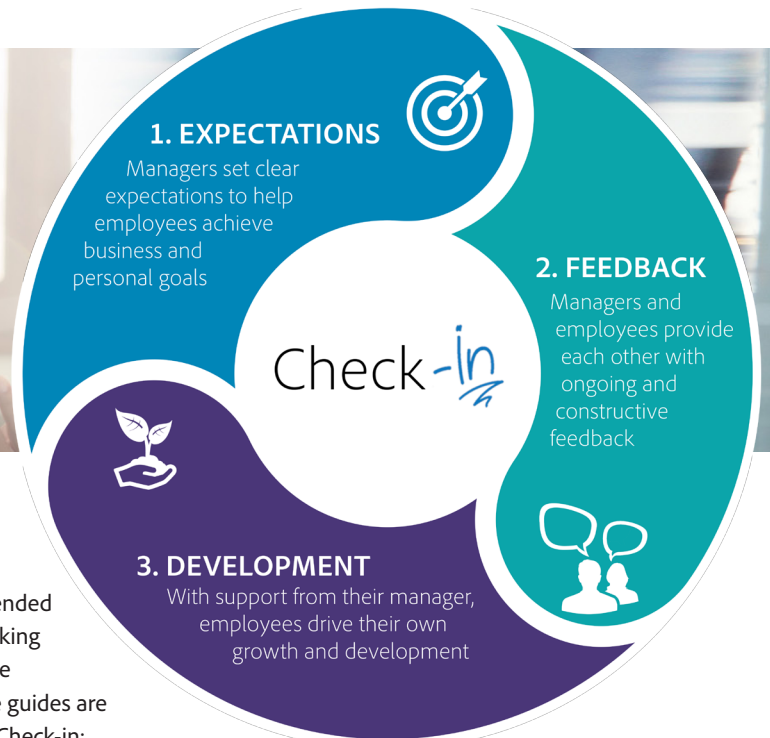 1. EXPECTATIONS
Managers set clear
expectations to help
employees achieve
business and
personal goals
2. FEEDBACK
Managers and
employees provide
each other with
ongoing and
constructive
feedback
Check-in
3. DEVELOPMENT
With support from their manager,
employees drive their own
growth and development
guides are
Check-in: